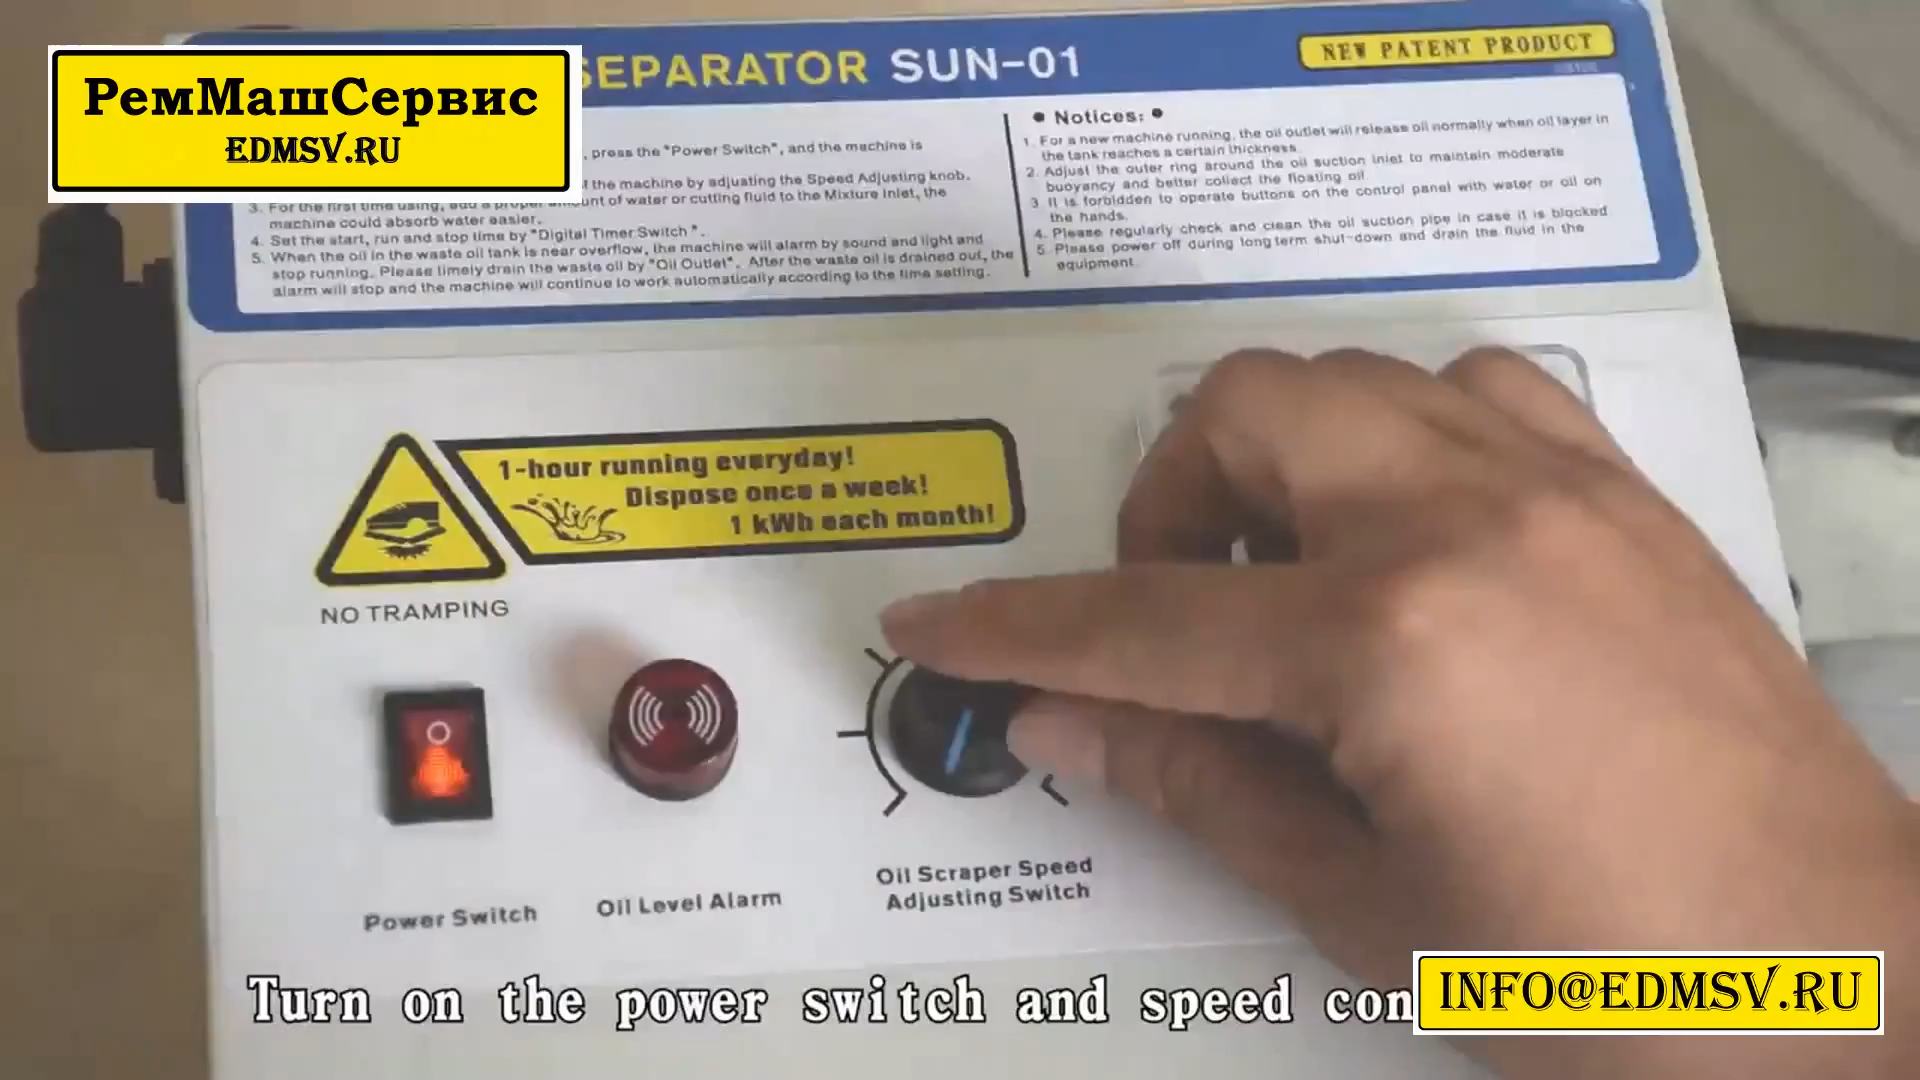 РемМашСервис
EDMSV.RU
SEPARATOR SUN-01
NEW PATENT PRODUCT
, press the "Power Switch", and the machine is
the machine by adjusting the Speed Adjusting knob.
3. For the first time using, add a proper amount of water or cutting fluid to the Mixture Inlet, the
machine could absorb water easier.
4. Set the start, run and stop time by "Digital Timer Switch".
5. When the oil in the waste oil tank is near overflow, the machine will alarm by sound and light and
stop running. Please timely drain the waste oil by "Oil Outlet". After the waste oil is drained out, the
alarm will stop and the machine will continue to work automatically according to the time setting.
● Notices: ●
1. For a new machine running, the oil outlet will release oil normally when oil layer in
the tank reaches a certain thickness.
2. Adjust the outer ring around the oil suction inlet to maintain moderate
buoyancy and better collect the floating oil.
3. It is forbidden to operate buttons on the control panel with water or oil on
the hands.
4. Please regularly check and clean the oil suction pipe in case it is blocked
5. Please power off during long term shut-down and drain the fluid in the
equipment.
1-hour running everyday!
Dispose once a week!
1 kWh each month!
NO TRAMPING
Power Switch
Oil Level Alarm
Oil Scraper Speed
Adjusting Switch
Turn on the power switch and speed con
INFO@EDMSV.RU